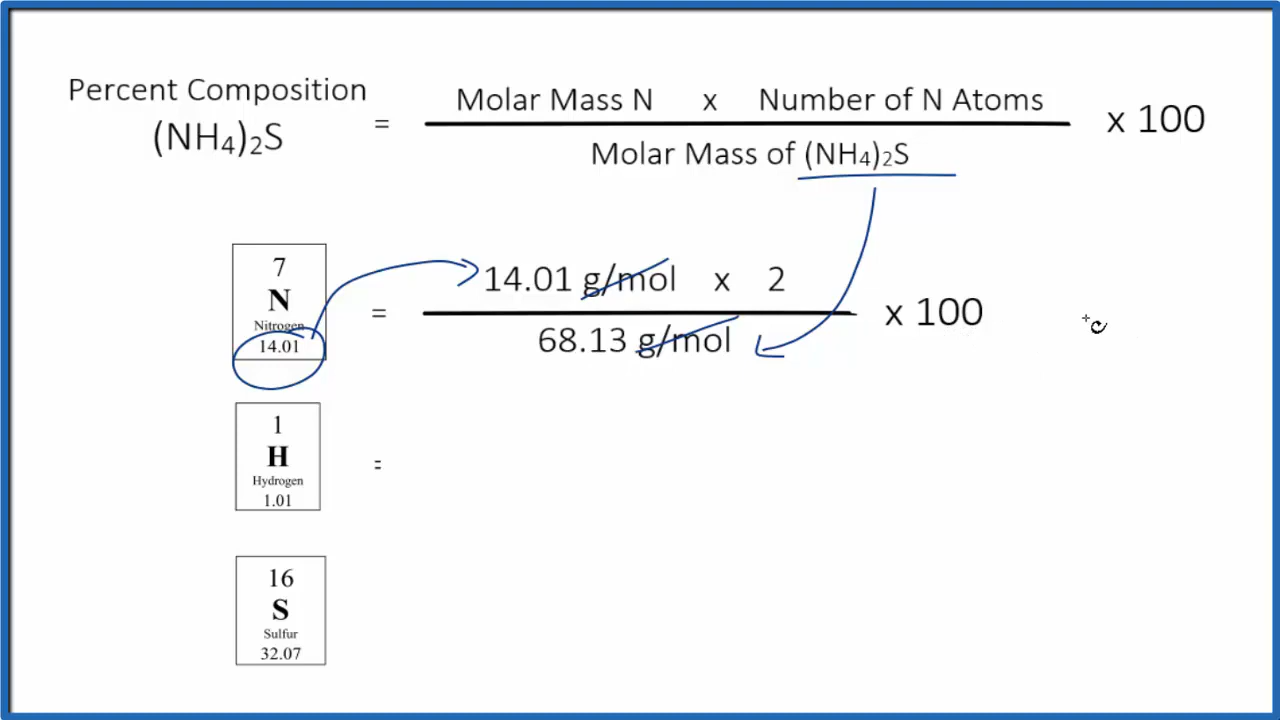 Percent Composition
(NH4)2S
=
Molar Mass N x Number of N Atoms
Molar Mass of (NH4)2S
x 100
7
N
Nitrogen
14.01
=
14.01 g/mol x 2
68.13 g/mol
x 100
1
H
Hydrogen
1.01
=
16
S
Sulfur
32.07